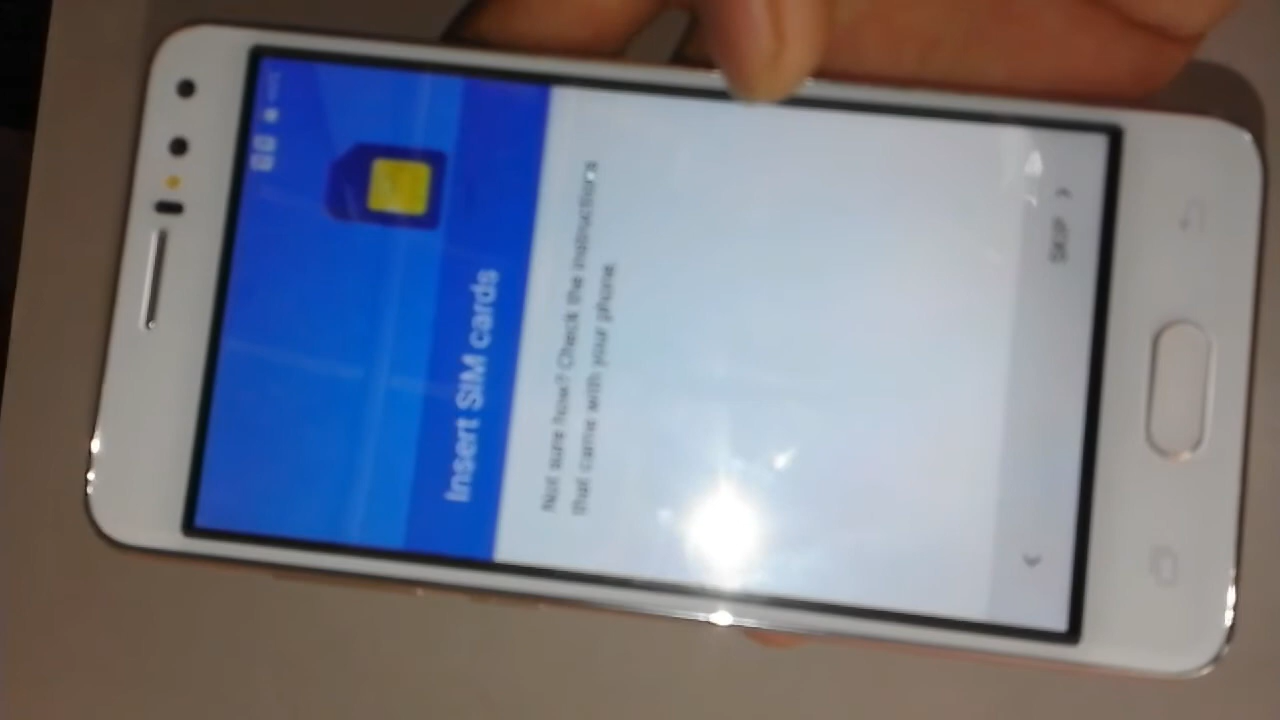 Insert SIM cards
Not sure how? Check the instructions
that came with your phone.
SKIP